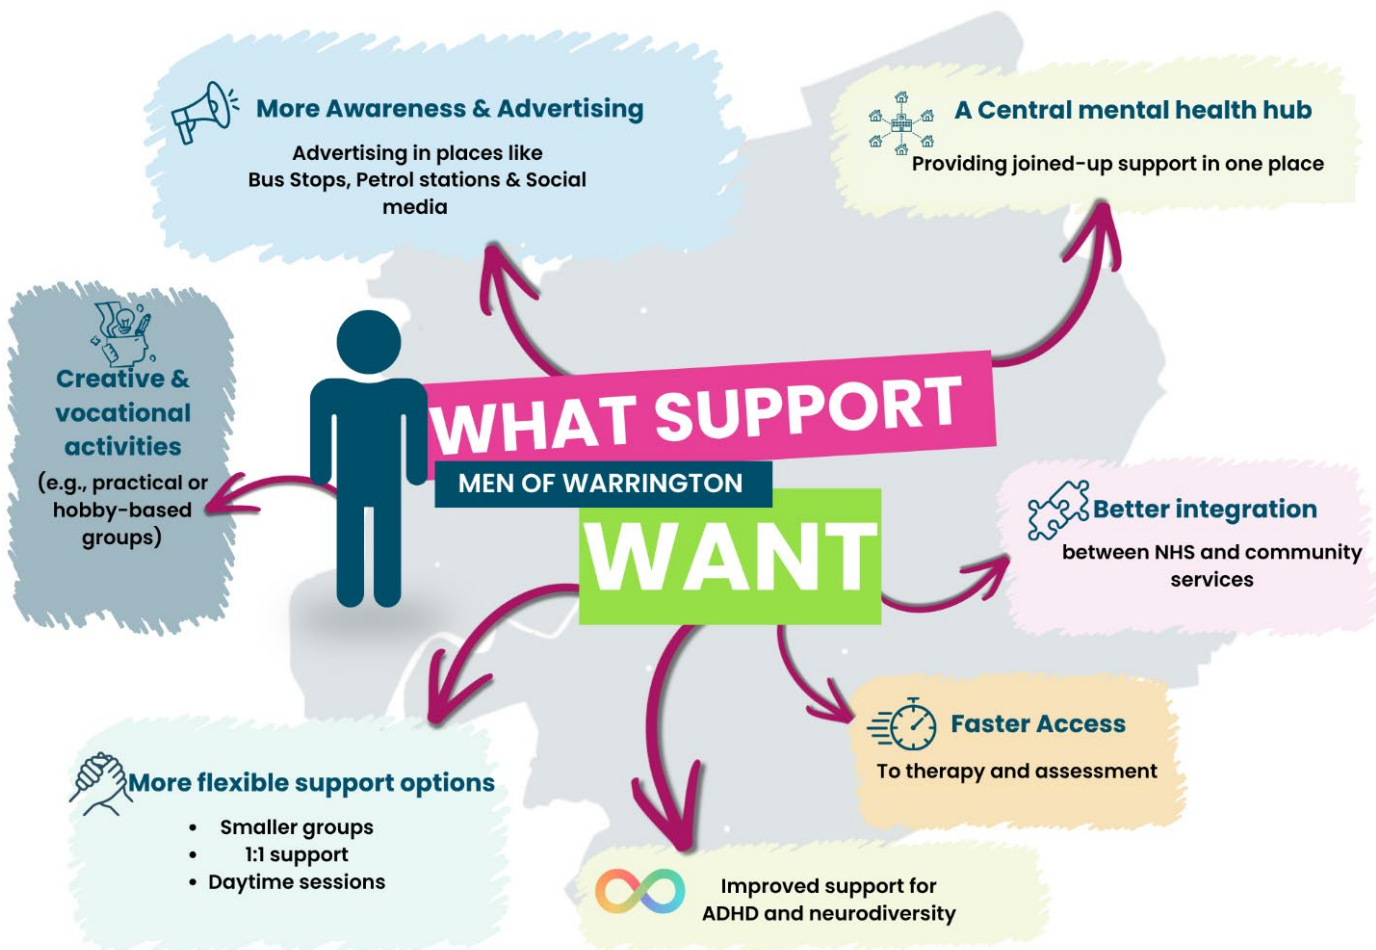 More Awareness & Advertising
Advertising in places like
Bus Stops, Petrol stations & Social
media
A Central mental health hub
Providing joined-up support in one place
Creative &
vocational
activities
(e.g., practical or
hobby-based
groups)
WHAT SUPPORT
MEN OF WARRINGTON
WANT
Better integration
between NHS and community
services
Faster Access
To therapy and assessment
More flexible support options
• Smaller groups
• 1:1 support
• Daytime sessions
Improved support for
ADHD and neurodiversity